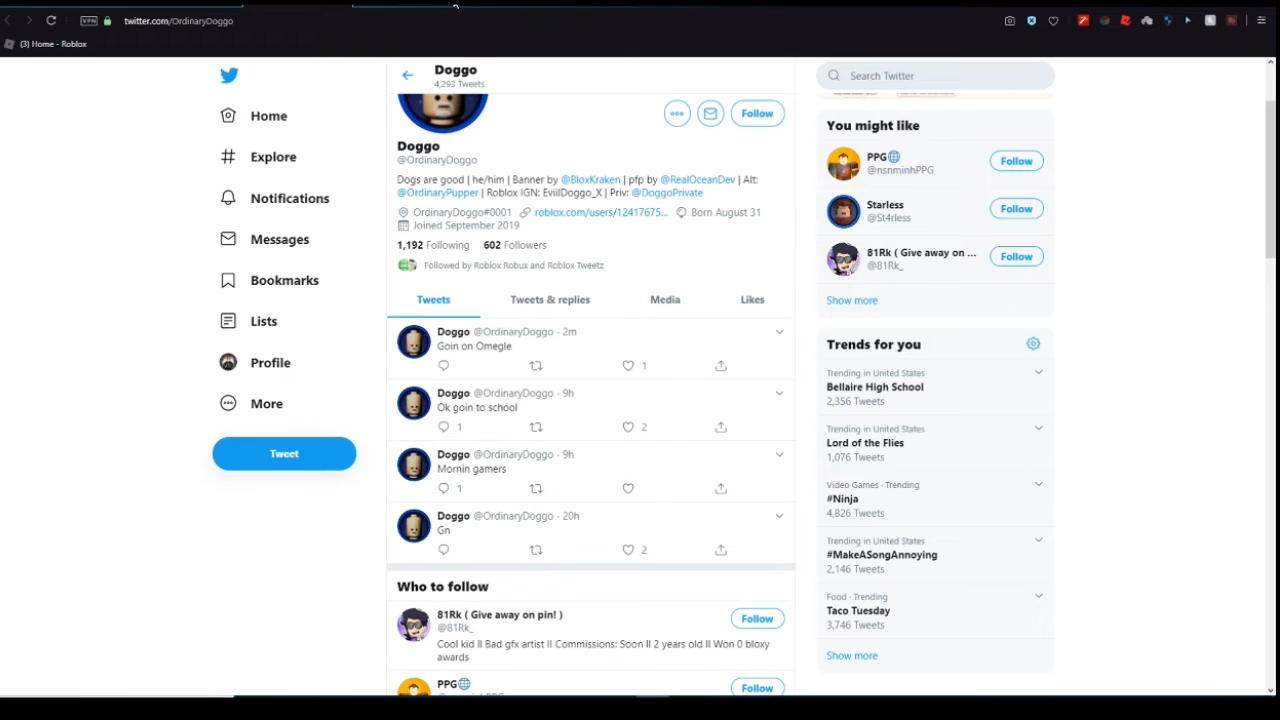 VPN twitter.com/OrdinaryDoggo
(3) Home - Roblox
Home
Explore
Notifications
Messages
Bookmarks
Lists
Profile
More
Tweet
Doggo
4,293 Tweets
Follow
Doggo
@OrdinaryDoggo
Dogs are good | he/him | Banner by @BloxKraken | pfp by @RealOceanDev | Alt:
@OrdinaryPupper | Roblox IGN: EviilDoggo_X | Priv: @DoggoPrivate
OrdinaryDoggo#0001 roblox.com/users/12417675... Born August 31
Joined September 2019
1,192 Following 602 Followers
Followed by Roblox Robux and Roblox Tweetz
Tweets Tweets & replies Media Likes
Doggo @OrdinaryDoggo · 2m
Goin on Omegle
1
Doggo @OrdinaryDoggo · 9h
Ok goin to school
1 2
Doggo @OrdinaryDoggo · 9h
Mornin gamers
1
Doggo @OrdinaryDoggo · 20h
Gn
2
Who to follow
81Rk ( Give away on pin! )
@81Rk_
Follow
Cool kid II Bad gfx artist II Commissions: Soon II 2 years old II Won 0 bloxy
awards
PPG
Follow
Search Twitter
You might like
PPG
@nsnminhPPG
Follow
Starless
@St4rless
Follow
81Rk ( Give away on ...
@81Rk_
Follow
Show more
Trends for you
Trending in United States
Bellaire High School
2,356 Tweets
Trending in United States
Lord of the Flies
1,076 Tweets
Video Games · Trending
#Ninja
4,826 Tweets
Trending in United States
#MakeASongAnnoying
2,146 Tweets
Food · Trending
Taco Tuesday
3,746 Tweets
Show more